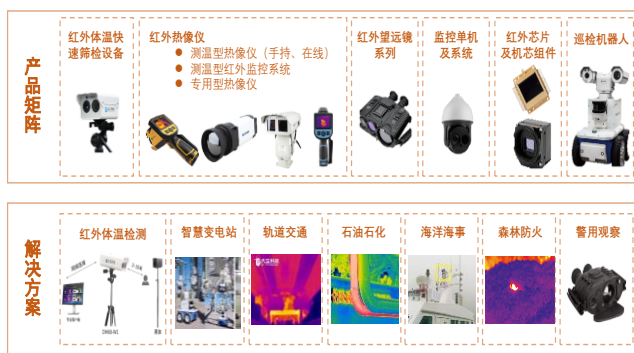 产品矩阵
红外体温快
速筛检设备
红外热像仪
● 测温型热像仪（手持、在线）
● 测温型红外监控系统
● 专用型热像仪
红外望远镜
系列
监控单机
及系统
红外芯片
及机芯组件
巡检机器人
解决方案
红外体温检测
智慧变电站
轨道交通
石油石化
海洋海事
森林防火
警用观察